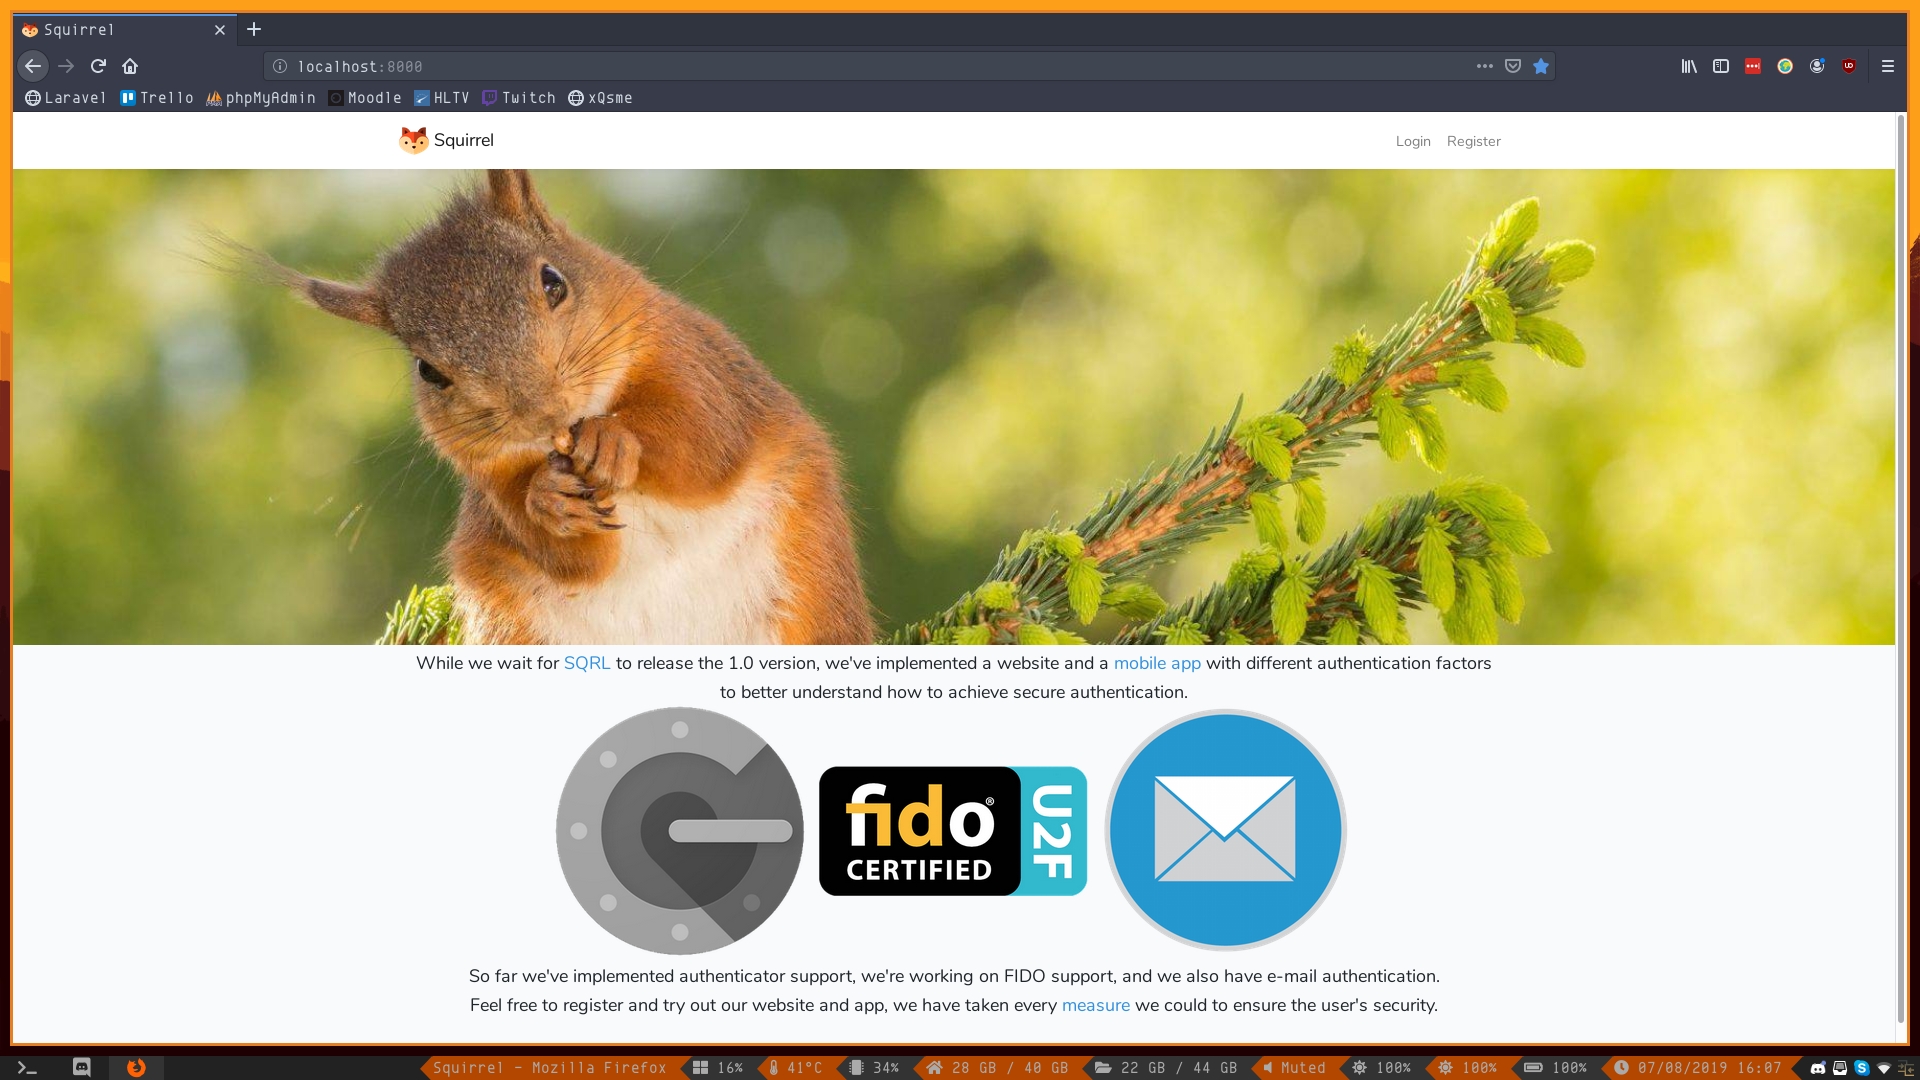 Squirrel
localhost:8000
Laravel Trello phpMyAdmin Moodle HLTV Twitch xQsme
Squirrel Login Register
While we wait for SQRL to release the 1.0 version, we've implemented a website and a mobile app with different authentication factors
to better understand how to achieve secure authentication.
fido®
CERTIFIED
U2F
So far we've implemented authenticator support, we're working on FIDO support, and we also have e-mail authentication.
Feel free to register and try out our website and app, we have taken every measure we could to ensure the user's security.
Squirrel - Mozilla Firefox 16% 41°C 34% 28 GB / 40 GB 22 GB / 44 GB Muted 100% 100% 100% 07/08/2019 16:07